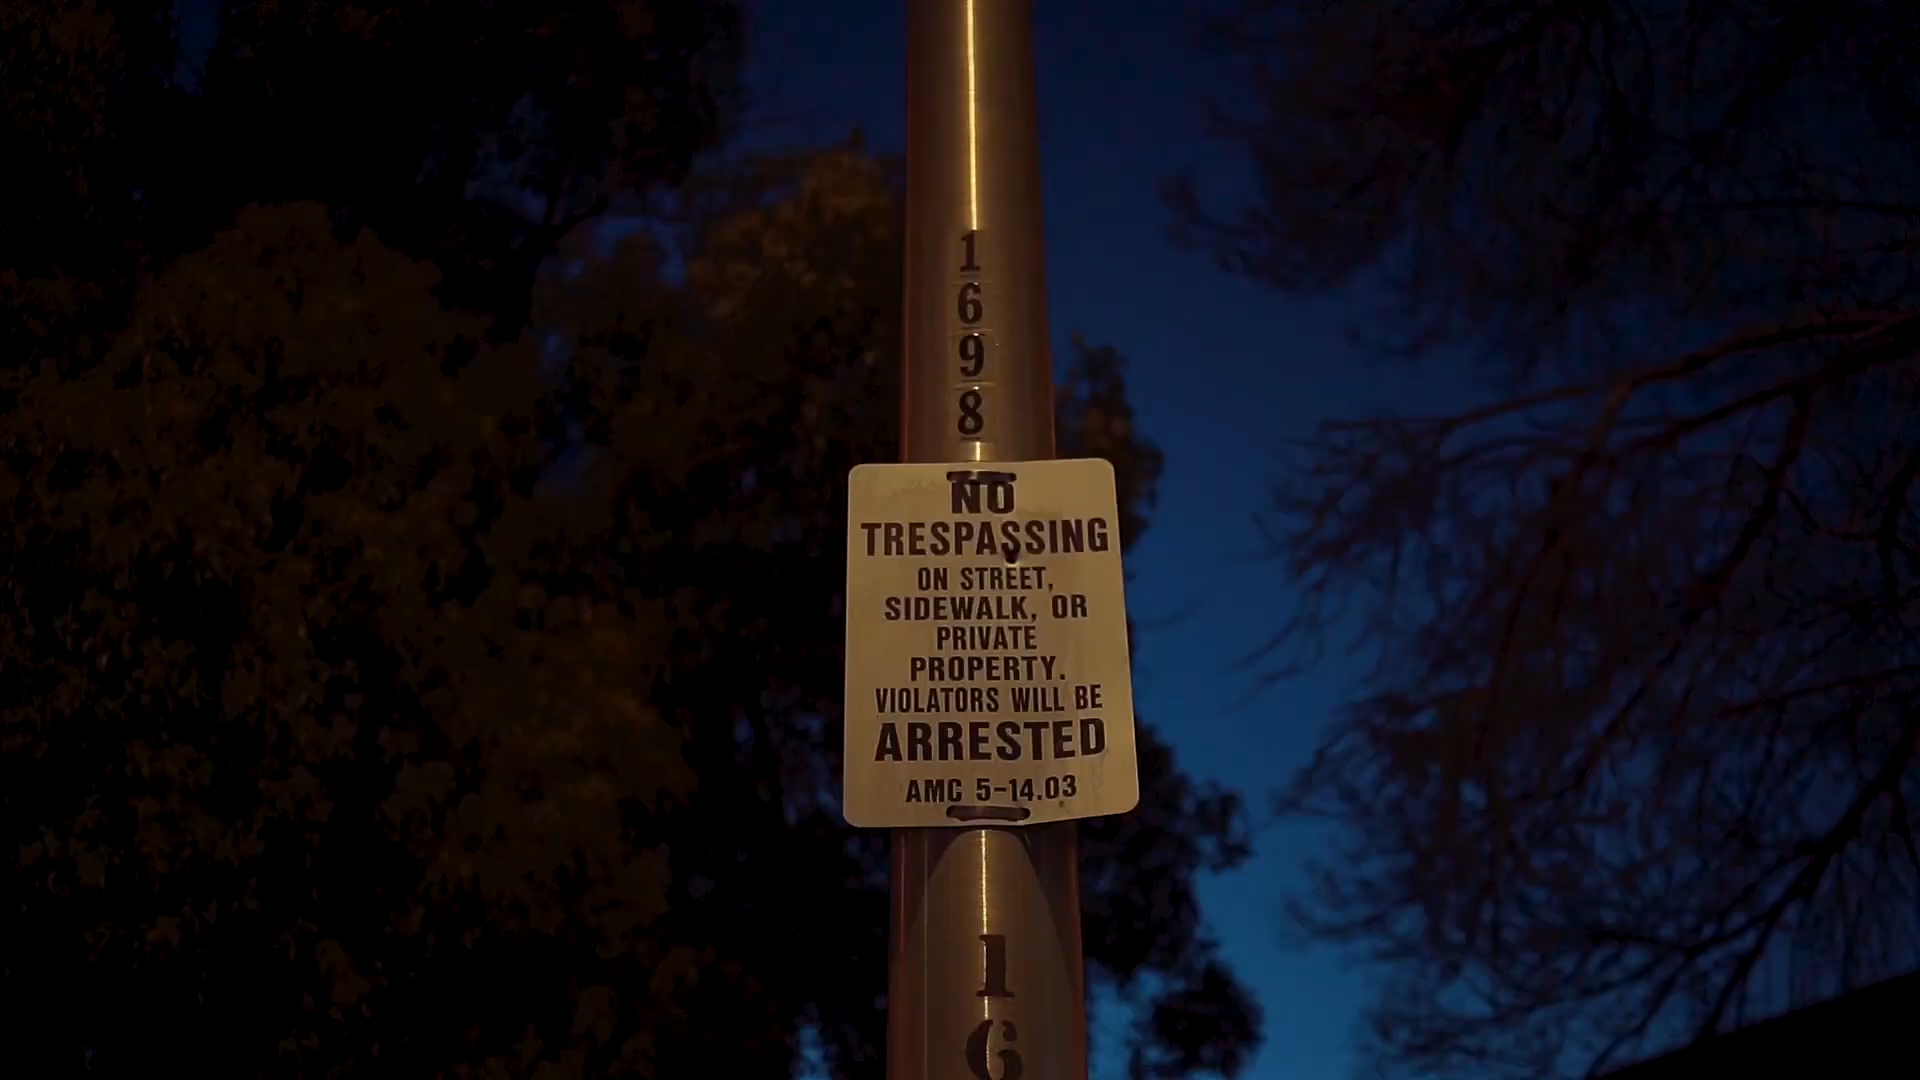 1
6
9
8
NO
TRESPASSING
ON STREET,
SIDEWALK, OR
PRIVATE
PROPERTY.
VIOLATORS WILL BE
ARRESTED
AMC 5-14.03
1
6